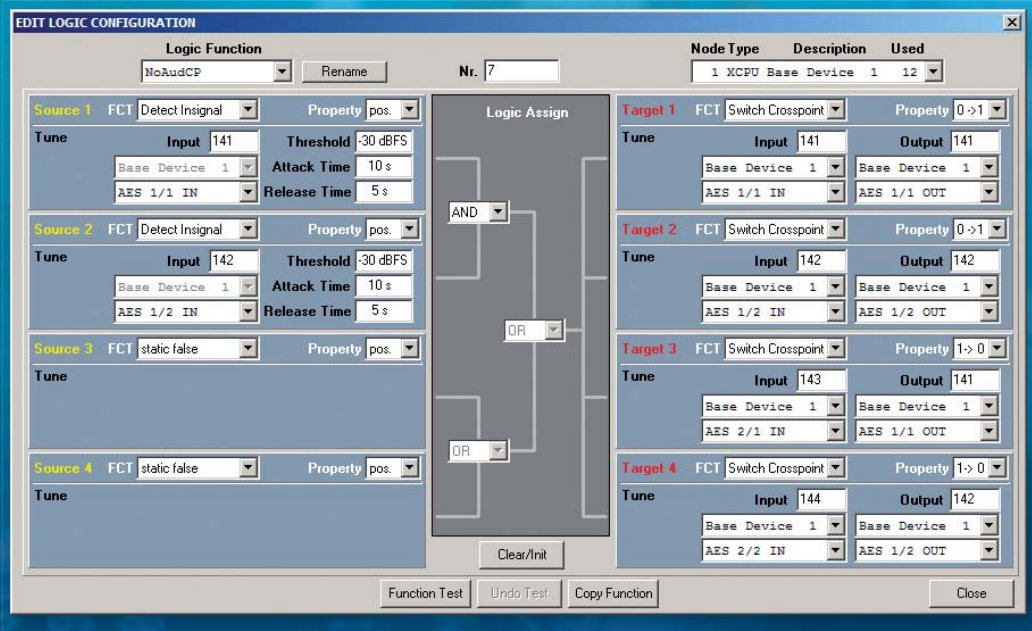 EDIT LOGIC CONFIGURATION
Logic Function
NoAudCP
Rename
Nr. 7
Node Type Description Used
1 XCPU Base Device 1 12
Source 1 FCT Detect Insignal Property pos.
Tune Input 141 Threshold -30 dBFS
Base Device 1 Attack Time 10 s
AES 1/1 IN Release Time 5 s
Source 2 FCT Detect Insignal Property pos.
Tune Input 142 Threshold -30 dBFS
Base Device 1 Attack Time 10 s
AES 1/2 IN Release Time 5 s
Source 3 FCT static false Property pos.
Tune
Source 4 FCT static false Property pos.
Tune
Logic Assign
AND
OR
OR
Clear/Init
Target 1 FCT Switch Crosspoint Property 0 ->1
Tune Input 141 Output 141
Base Device 1 Base Device 1
AES 1/1 IN AES 1/1 OUT
Target 2 FCT Switch Crosspoint Property 0 ->1
Tune Input 142 Output 142
Base Device 1 Base Device 1
AES 1/2 IN AES 1/2 OUT
Target 3 FCT Switch Crosspoint Property 1-> 0
Tune Input 143 Output 141
Base Device 1 Base Device 1
AES 2/1 IN AES 1/1 OUT
Target 4 FCT Switch Crosspoint Property 1-> 0
Tune Input 144 Output 142
Base Device 1 Base Device 1
AES 2/2 IN AES 1/2 OUT
Function Test Undo Test Copy Function Close